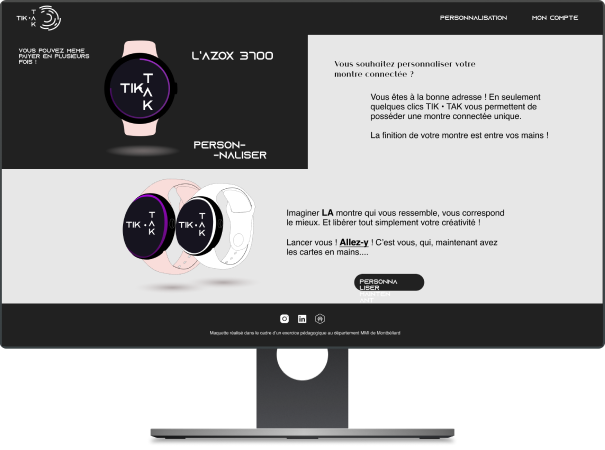 TIK • TAK
PERSONNALISATION
MON COMPTE
VOUS POUVEZ MEME
PAYER EN PLUSIEURS
FOIS !
TIK TAK
L'AZOX 3700
PERSON-
-NALISER
Vous souhaitez personnaliser votre
montre connectée ?
Vous êtes à la bonne adresse ! En seulement
quelques clics TIK • TAK vous permettent de
posséder une montre connectée unique.
La finition de votre montre est entre vos mains !
TIK • TAK
TIK • TAK
Imaginer LA montre qui vous ressemble, vous correspond
le mieux. Et libérer tout simplement votre créativité !
Lancer vous ! Allez-y ! C'est vous, qui, maintenant avez
les cartes en mains....
PERSONNA
LISER
Maquette réalisé dans le cadre d'un exercice pédagogique au département MMI de Montbéliard